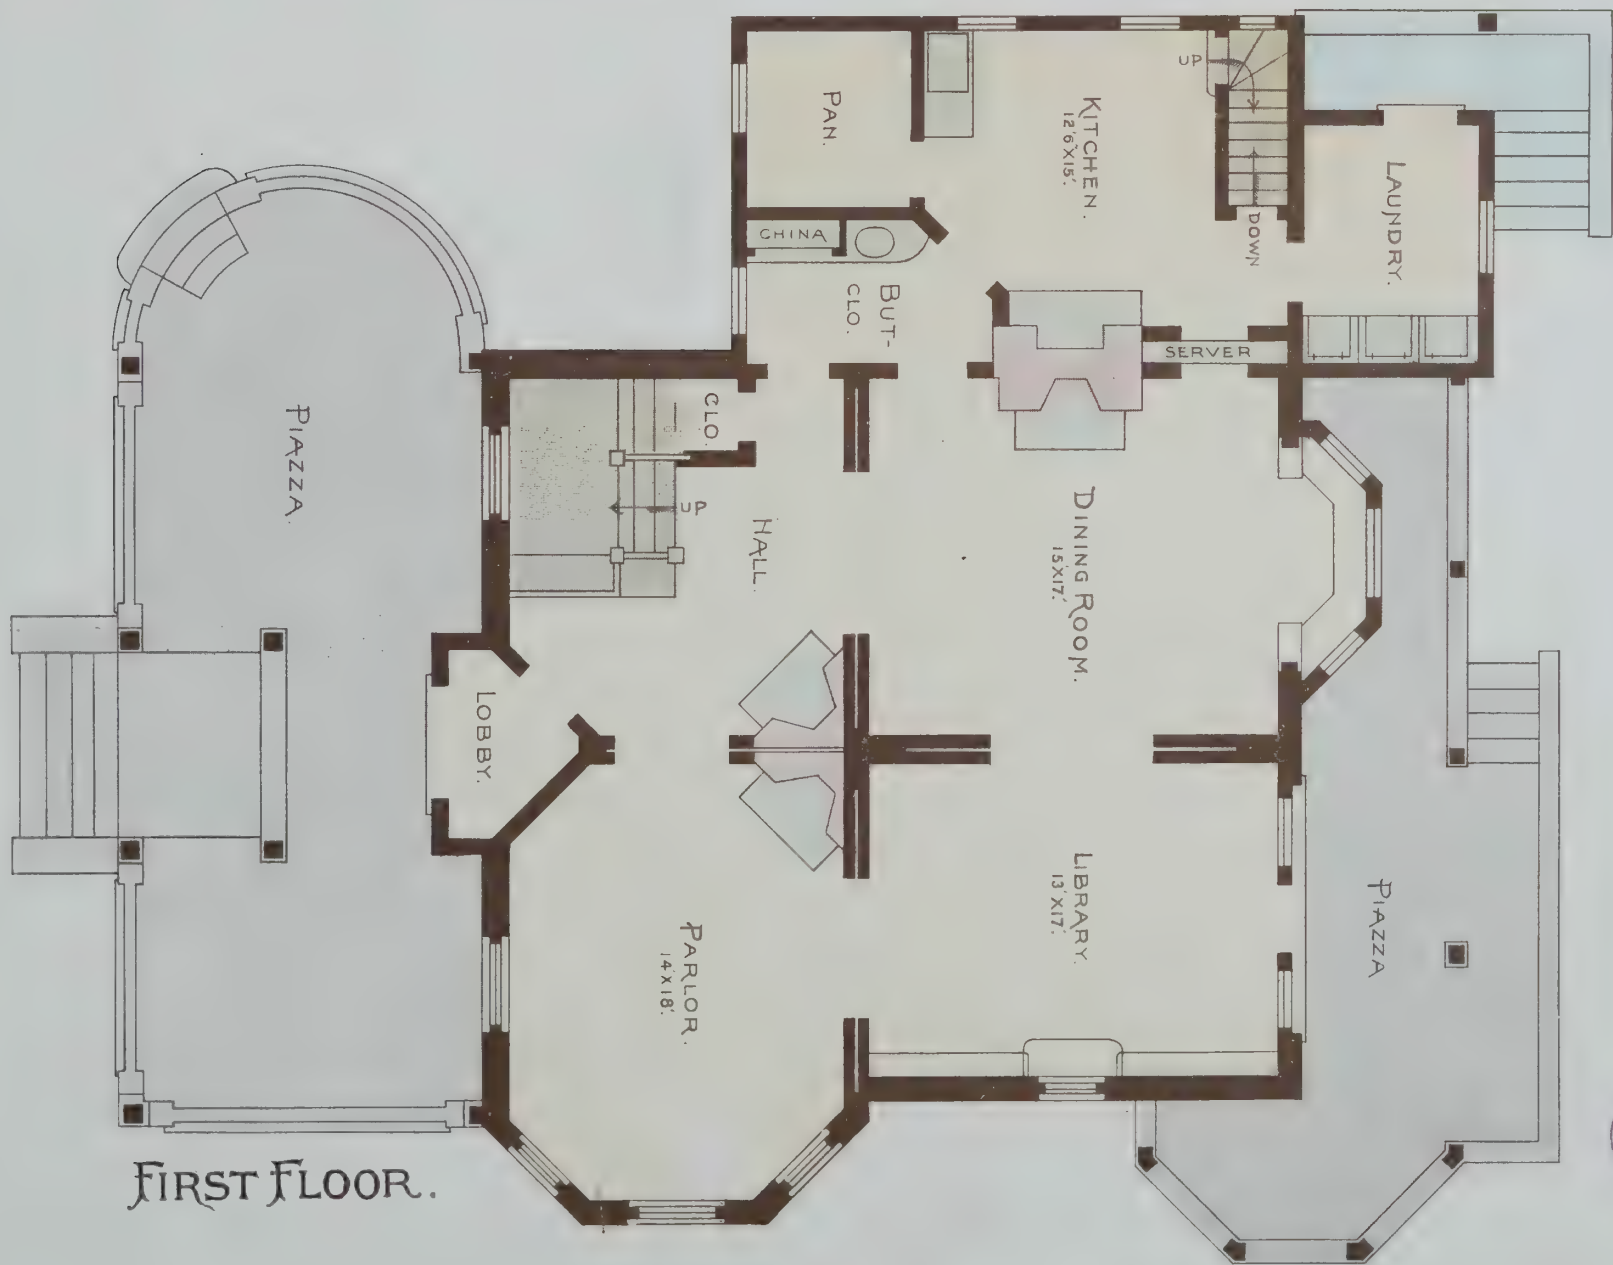 PAN.
KITCHEN.
12'6"X15'.
UP
DOWN
LAUNDRY.
CHINA
BUT-
CLO.
SERVER
PIAZZA.
CLO.
UP
HALL.
DINING ROOM.
15'X17'.
LOBBY.
PARLOR.
14'X18'.
LIBRARY.
13'X17'.
PIAZZA
FIRST FLOOR.